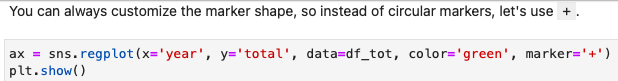 You can always customize the marker shape, so instead of circular markers, let's use + .
ax = sns.regplot(x='year', y='total', data=df_tot, color='green', marker='+')
plt.show()